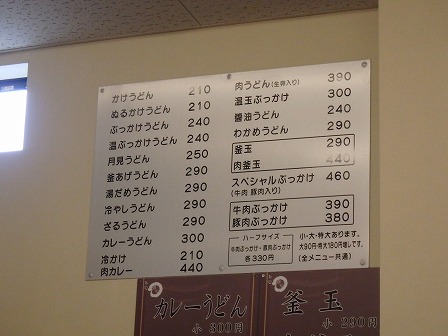 かけうどん 210
ぬるかけうどん 210
ぶっかけうどん 240
温ぶっかけうどん 240
月見うどん 250
釜あげうどん 290
湯だめうどん 290
冷やしうどん 290
ざるうどん 290
カレーうどん 300
冷かけ 210
肉カレー 440
肉うどん(生卵入り) 390
温玉ぶっかけ 300
醬油うどん 240
わかめうどん 290
釜玉 290
肉釜玉 440
スペシャルぶっかけ 460
(牛肉 豚肉入り)
牛肉ぶっかけ 390
豚肉ぶっかけ 380
ハーフサイズ
牛肉ぶっかけ・豚肉ぶっかけ
各330円
小・大・特大あります。
大90円・特大180円増しです。
(全メニュー共通)
カレーうどん
小 300円
釜玉
小 290円